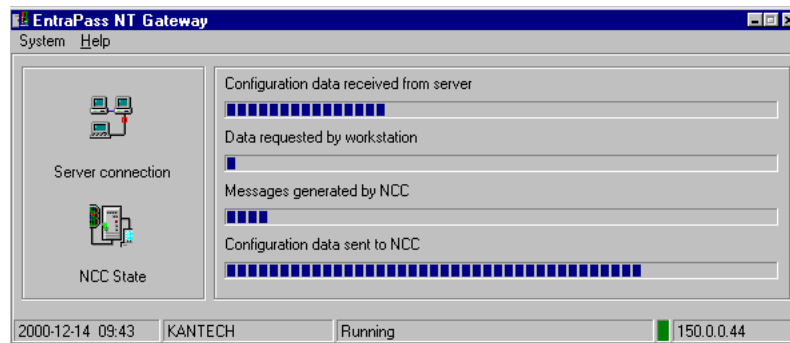 EntraPass NT Gateway
System Help
Configuration data received from server
Data requested by workstation
Server connection
Messages generated by NCC
Configuration data sent to NCC
NCC State
2000-12-14 09:43 KANTECH Running 150.0.0.44